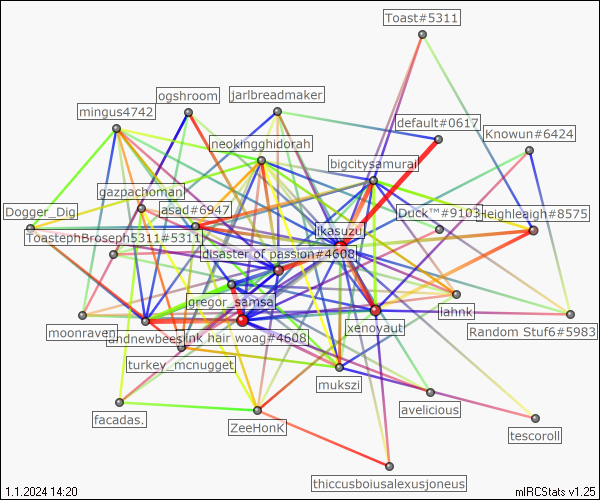 Toast#5311
ogshroom
jarlbreadmaker
mingus4742
default#0617
Knowun#6424
neokingghidorah
bigcitysamurai
gazpachoman
Dogger_Dig
asad#6947
Duck™#9103
Heighleaigh#8575
jkasuzu
ToastephBroseph5311#5311
disaster of passion#4608
gregor_samsa
lahnk
moonraven
andnewbees
ink hair woag#4608
xenoyaut
Random Stuf6#5983
turkey_mcnugget
mukszi
facadas.
avelicious
ZeeHonK
tescoroll
thiccusboiusalexusjoneus
1.1.2024 14:20
mIRCStats v1.25